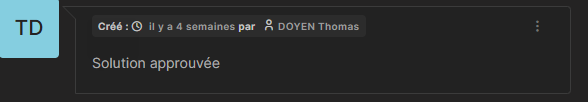 TD
Créé : il y a 4 semaines par DOYEN Thomas
Solution approuvée